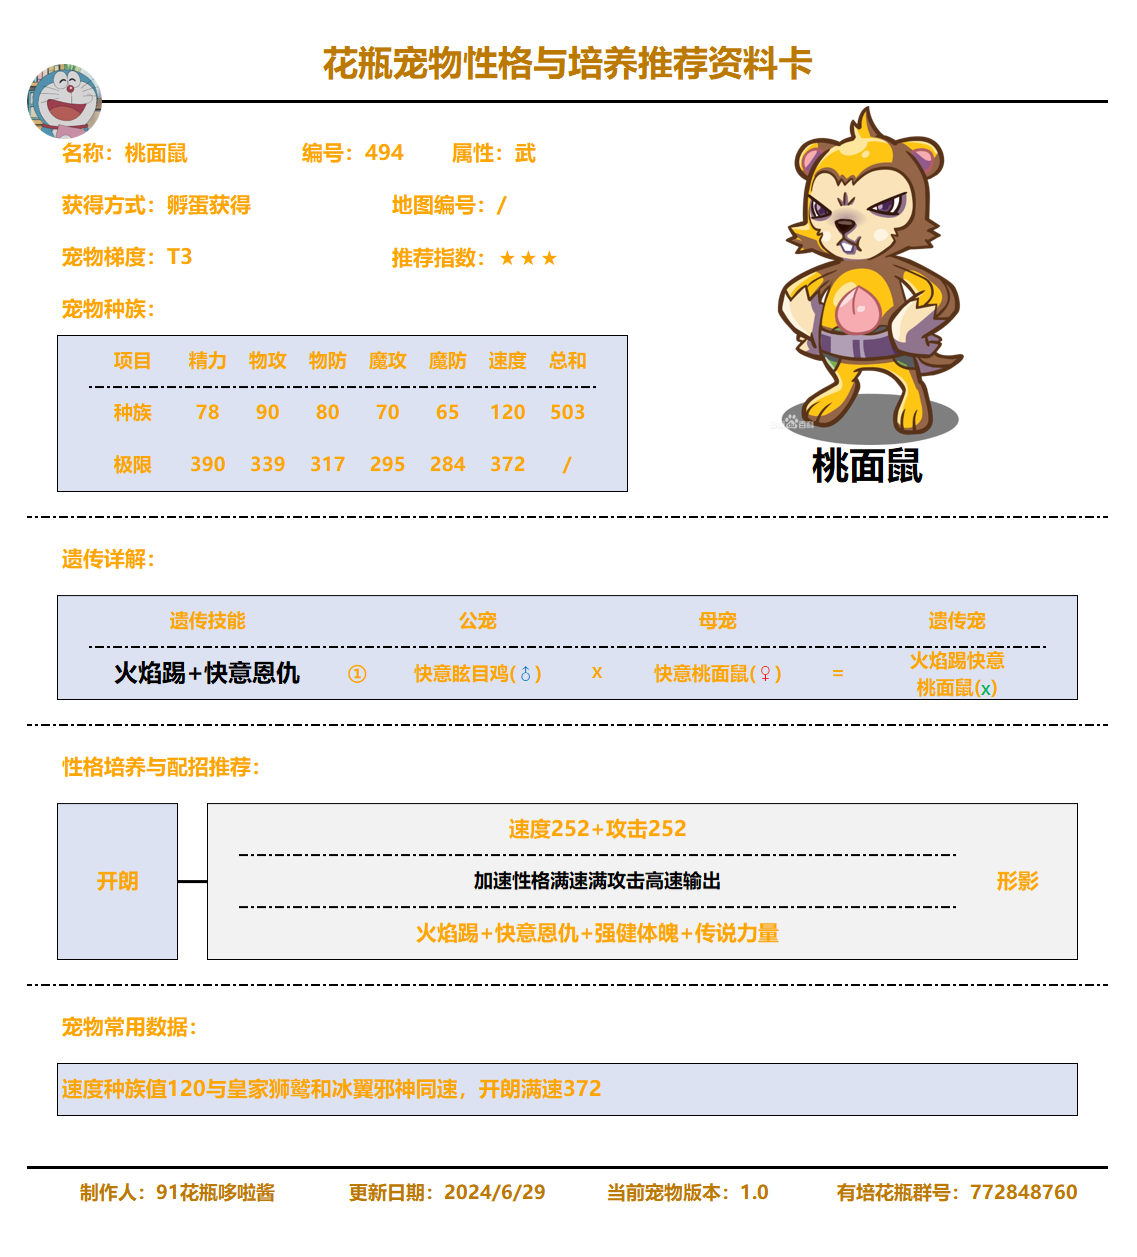 花瓶宠物性格与培养推荐资料卡
名称：桃面鼠 编号：494 属性：武
获得方式：孵蛋获得 地图编号：/
宠物梯度：T3 推荐指数：★★★
宠物种族：
项目 精力 物攻 物防 魔攻 魔防 速度 总和
种族 78 90 80 70 65 120 503
极限 390 339 317 295 284 372 /
桃面鼠
遗传详解：
遗传技能 公宠 母宠 遗传宠
火焰踢+快意恩仇 ① 快意眩目鸡(♂) x 快意桃面鼠(♀) = 火焰踢快意
桃面鼠(x)
性格培养与配招推荐：
开朗
速度252+攻击252
加速性格满速满攻击高速输出
火焰踢+快意恩仇+强健体魄+传说力量
形影
宠物常用数据：
速度种族值120与皇家狮鹫和冰翼邪神同速，开朗满速372
制作人：91花瓶哆啦酱 更新日期：2024/6/29 当前宠物版本：1.0 有培花瓶群号：772848760